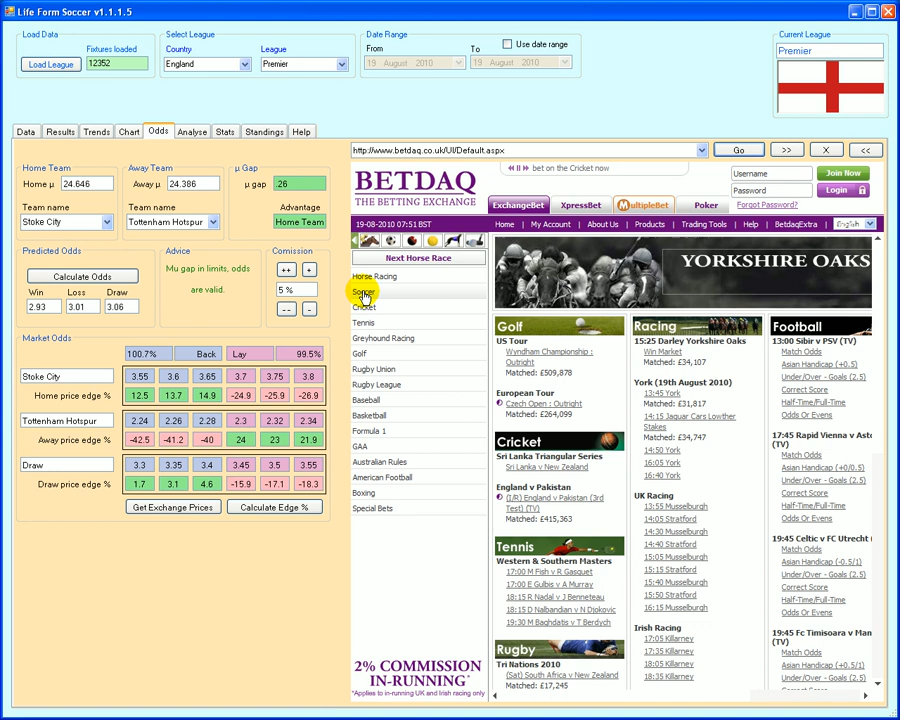 Life Form Soccer v1.1.1.5
Load Data
Fixtures loaded
Load League
12352
Select League
Country
League
England
Premier
Date Range
From
To
Use date range
19 August 2010
19 August 2010
Current League
Premier
Data
Results
Trends
Chart
Odds
Analyse
Stats
Standings
Help
Home Team
Home µ
24.646
Team name
Stoke City
Away Team
Away µ
24.386
Team name
Tottenham Hotspur
µ Gap
µ gap
.26
Advantage
Home Team
Predicted Odds
Calculate Odds
Win
Loss
Draw
2.93
3.01
3.06
Advice
Mu gap in limits, odds
are valid.
Comission
++
+
5 %
--
-
Market Odds
100.7%
Back
Lay
99.5%
Stoke City
3.55
3.6
3.65
3.7
3.75
3.8
Home price edge %
12.5
13.7
14.9
-24.9
-25.9
-26.9
Tottenham Hotspur
2.24
2.26
2.28
2.3
2.32
2.34
Away price edge %
-42.5
-41.2
-40
24
23
21.9
Draw
3.3
3.35
3.4
3.45
3.5
3.55
Draw price edge %
1.7
3.1
4.6
-15.9
-17.1
-18.3
Get Exchange Prices
Calculate Edge %
http://www.betdaq.co.uk/UI/Default.aspx
Go
>>
X
<<
BETDAQ
THE BETTING EXCHANGE
bet on the Cricket now
Username
Password
Forgot Password?
Join Now
Login
ExchangeBet
XpressBet
MultipleBet
Poker
19-08-2010 07:51 BST
Home
My Account
About Us
Products
Trading Tools
Help
BetdaqExtra
English
Next Horse Race
Horse Racing
Soccer
Cricket
Tennis
Greyhound Racing
Golf
Rugby Union
Rugby League
Baseball
Basketball
Formula 1
GAA
Australian Rules
American Football
Boxing
Special Bets
2% COMMISSION
IN-RUNNING*
*Applies to in-running UK and Irish racing only
YORKSHIRE OAKS
Golf
US Tour
Wyndham Championship :
Outright
Matched: £509,878
European Tour
Czech Open : Outright
Matched: £264,099
Cricket
Sri Lanka Triangular Series
Sri Lanka v New Zealand
England v Pakistan
(I/R) England v Pakistan (3rd
Test) (TV)
Matched: £415,363
Tennis
Western & Southern Masters
17:00 M Fish v R Gasquet
17:00 E Gulbis v A Murray
18:15 R Nadal v J Benneteau
18:15 D Nalbandian v N Djokovic
19:30 M Baghdatis v T Berdych
Rugby
Tri Nations 2010
(Sat) South Africa v New Zealand
Matched: £17,245
Racing
15:25 Darley Yorkshire Oaks
Win Market
Matched: £34,107
York (19th August 2010)
13:45 York
Matched: £31,817
14:15 Jaguar Cars Lowther
Stakes
Matched: £34,747
14:50 York
16:05 York
16:40 York
UK Racing
13:55 Musselburgh
14:05 Stratford
14:30 Musselburgh
14:40 Stratford
15:05 Musselburgh
15:15 Stratford
15:40 Musselburgh
15:50 Stratford
16:15 Musselburgh
Irish Racing
17:05 Killarney
17:35 Killarney
18:05 Killarney
18:35 Killarney
Football
13:00 Sibir v PSV (TV)
Match Odds
Asian Handicap (+0.5)
Under/Over - Goals (2.5)
Correct Score
Half-Time/Full-Time
Odds Or Evens
17:45 Rapid Vienna v Asto
(TV)
Match Odds
Asian Handicap (+0/0.5)
Under/Over - Goals (2.5)
Correct Score
Half-Time/Full-Time
Odds Or Evens
19:45 Celtic v FC Utrecht (
Match Odds
Asian Handicap (-0.5/1)
Under/Over - Goals (2.5)
Correct Score
Half-Time/Full-Time
Odds Or Evens
19:45 Fc Timisoara v Man
(TV)
Match Odds
Asian Handicap (+0.5/1)
Under/Over - Goals (2.5)
Correct Score